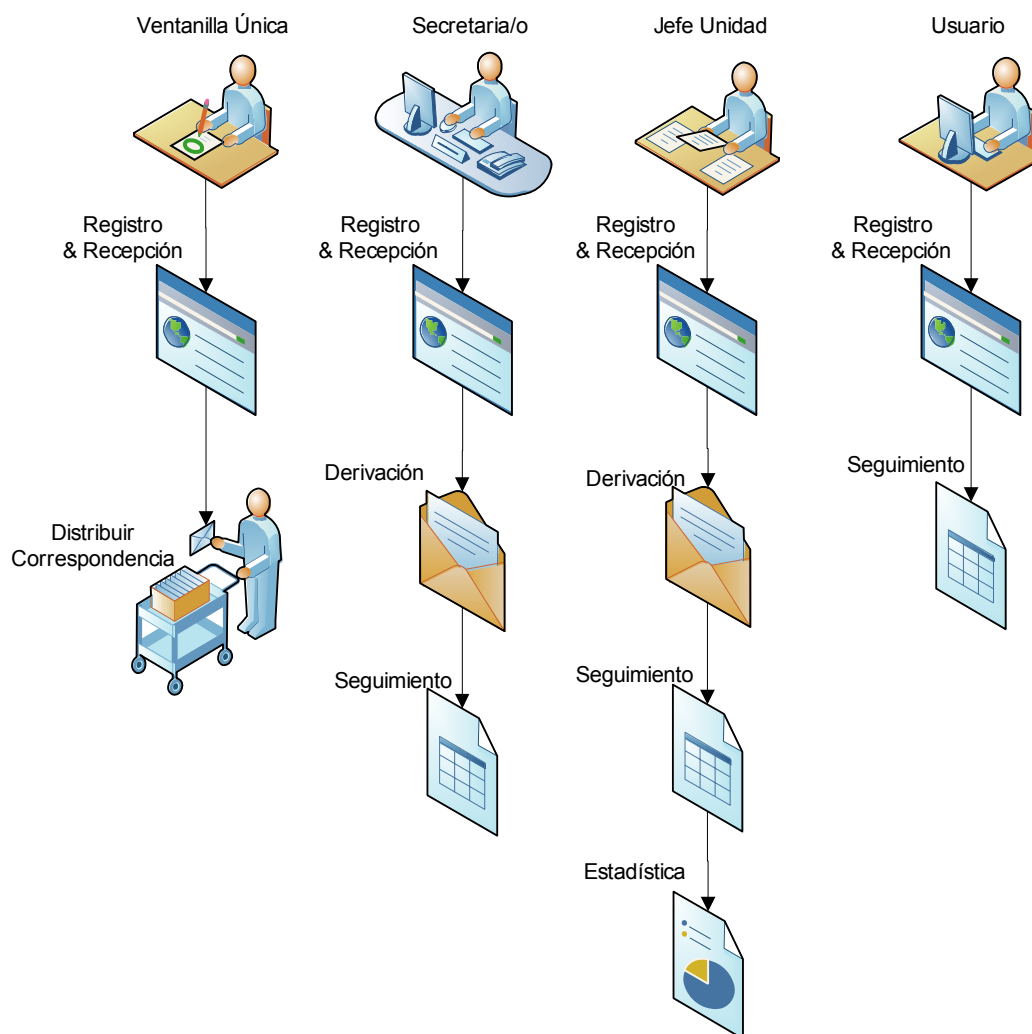 Ventanilla Única
Secretaria/o
Jefe Unidad
Usuario
Registro
& Recepción
Registro
& Recepción
Registro
& Recepción
Registro
& Recepción
Derivación
Derivación
Seguimiento
Distribuir
Correspondencia
Seguimiento
Seguimiento
Estadística